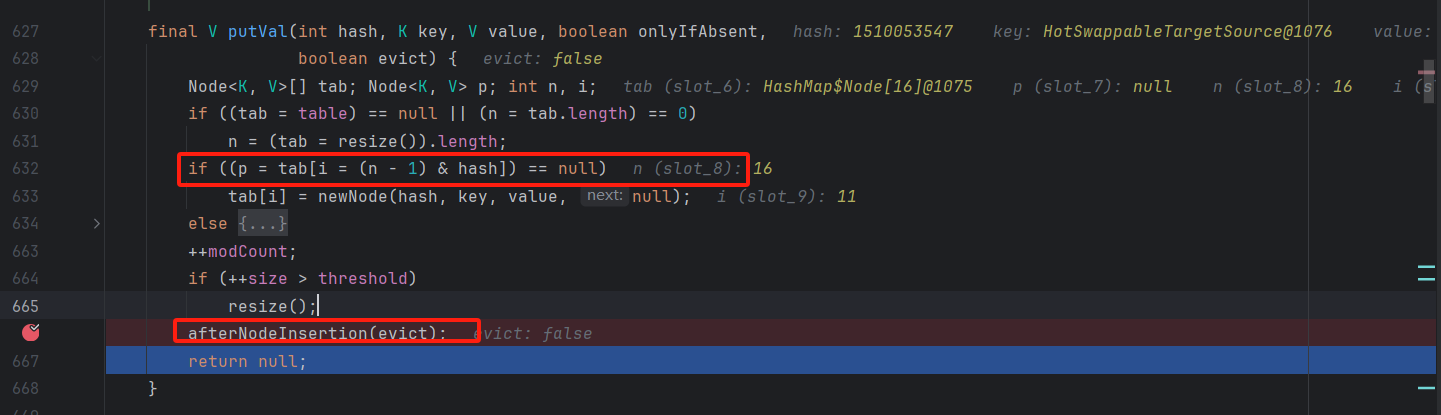 627 final V putVal(int hash, K key, V value, boolean onlyIfAbsent, hash: 1510053547 key: HotSwappableTargetSource@1076 value:
628 boolean evict) { evict: false
629 Node<K, V>[] tab; Node<K, V> p; int n, i; tab (slot_6): HashMap$Node[16]@1075 p (slot_7): null n (slot_8): 16 i (s
630 if ((tab = table) == null || (n = tab.length) == 0)
631 n = (tab = resize()).length;
632 if ((p = tab[i = (n - 1) & hash]) == null) n (slot_8): 16
633 tab[i] = newNode(hash, key, value, next: null); i (slot_9): 11
634 else {...}
663 ++modCount;
664 if (++size > threshold)
665 resize();
afterNodeInsertion(evict); evict: false
667 return null;
668 }